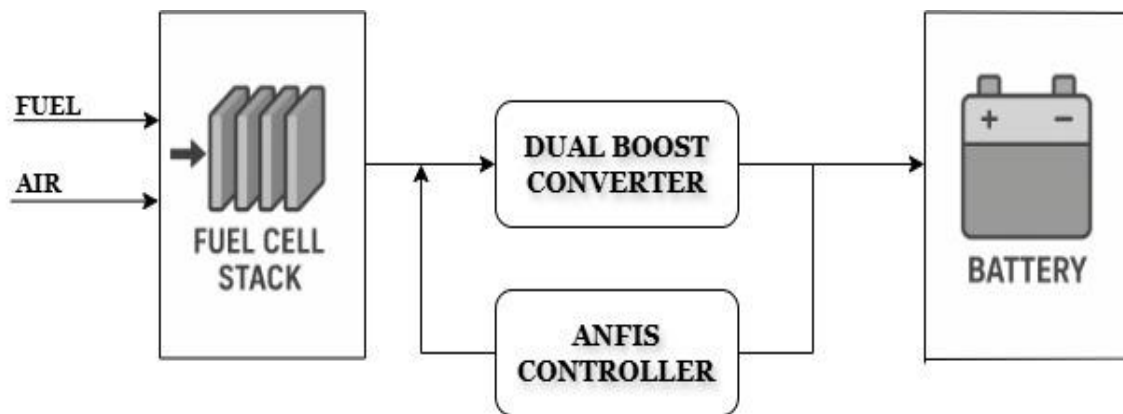 FUEL
AIR
FUEL CELL
STACK
DUAL BOOST
CONVERTER
ANFIS
CONTROLLER
+ −
BATTERY